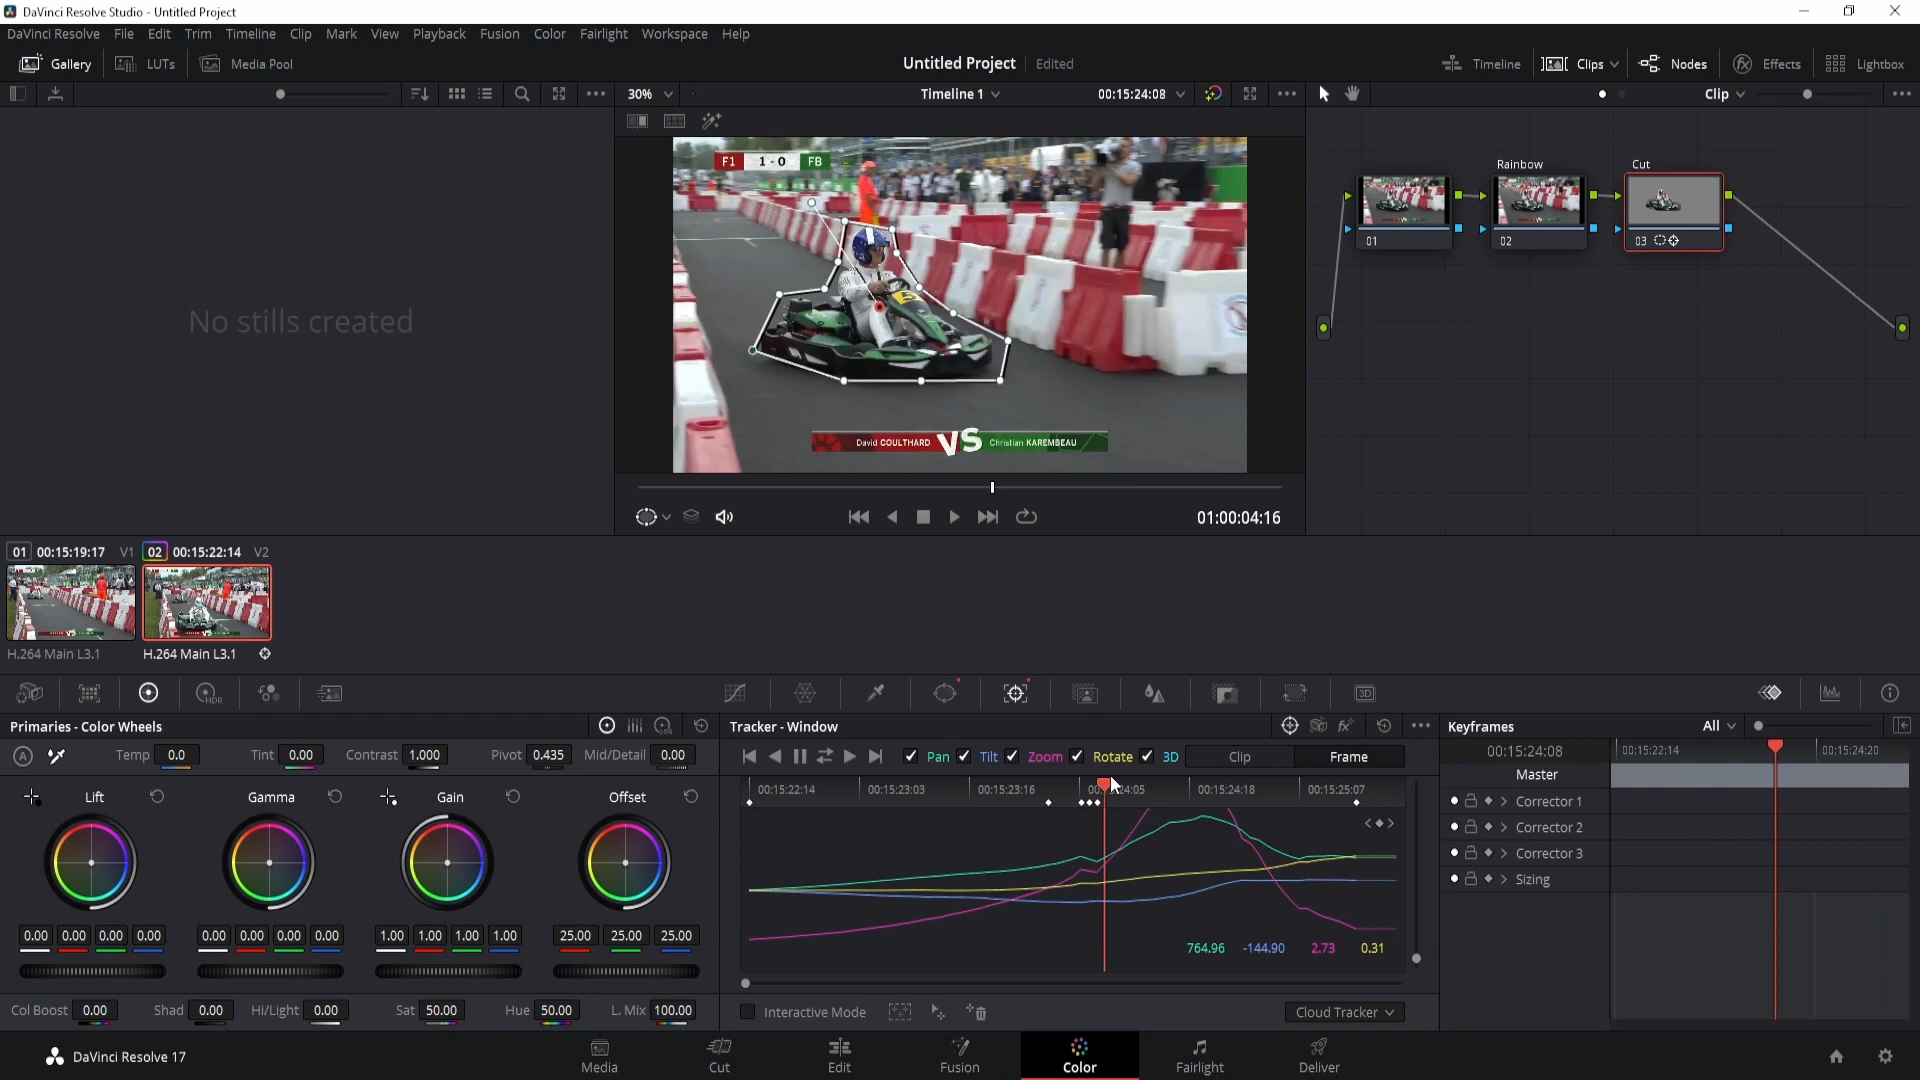 DaVinci Resolve Studio - Untitled Project
DaVinci Resolve File Edit Trim Timeline Clip Mark View Playback Fusion Color Fairlight Workspace Help
Gallery LUTs Media Pool
Untitled Project Edited
Timeline Clips Nodes Effects Lightbox
30% Timeline 1 00:15:24:08 Clip
No stills created
F1 1 - 0 FB
David COULTHARD VS Christian KAREMBEAU
01:00:04:16
Rainbow Cut
01 02 03
01 00:15:19:17 V1 02 00:15:22:14 V2
H.264 Main L3.1 H.264 Main L3.1
HDR
3D
Primaries - Color Wheels
A Temp 0.0 Tint 0.00 Contrast 1.000 Pivot 0.435 Mid/Detail 0.00
Lift Gamma Gain Offset
0.00 0.00 0.00 0.00 0.00 0.00 0.00 0.00 1.00 1.00 1.00 1.00 25.00 25.00 25.00
Col Boost 0.00 Shad 0.00 Hi/Light 0.00 Sat 50.00 Hue 50.00 L. Mix 100.00
Tracker - Window
Pan Tilt Zoom Rotate 3D Clip Frame
00:15:22:14 00:15:23:03 00:15:23:16 24:05 00:15:24:18 00:15:25:07
764.96 -144.90 2.73 0.31
Interactive Mode Cloud Tracker
Keyframes All
00:15:24:08 00:15:22:14 00:15:24:20
Master
Corrector 1
Corrector 2
Corrector 3
Sizing
DaVinci Resolve 17
Media Cut Edit Fusion Color Fairlight Deliver